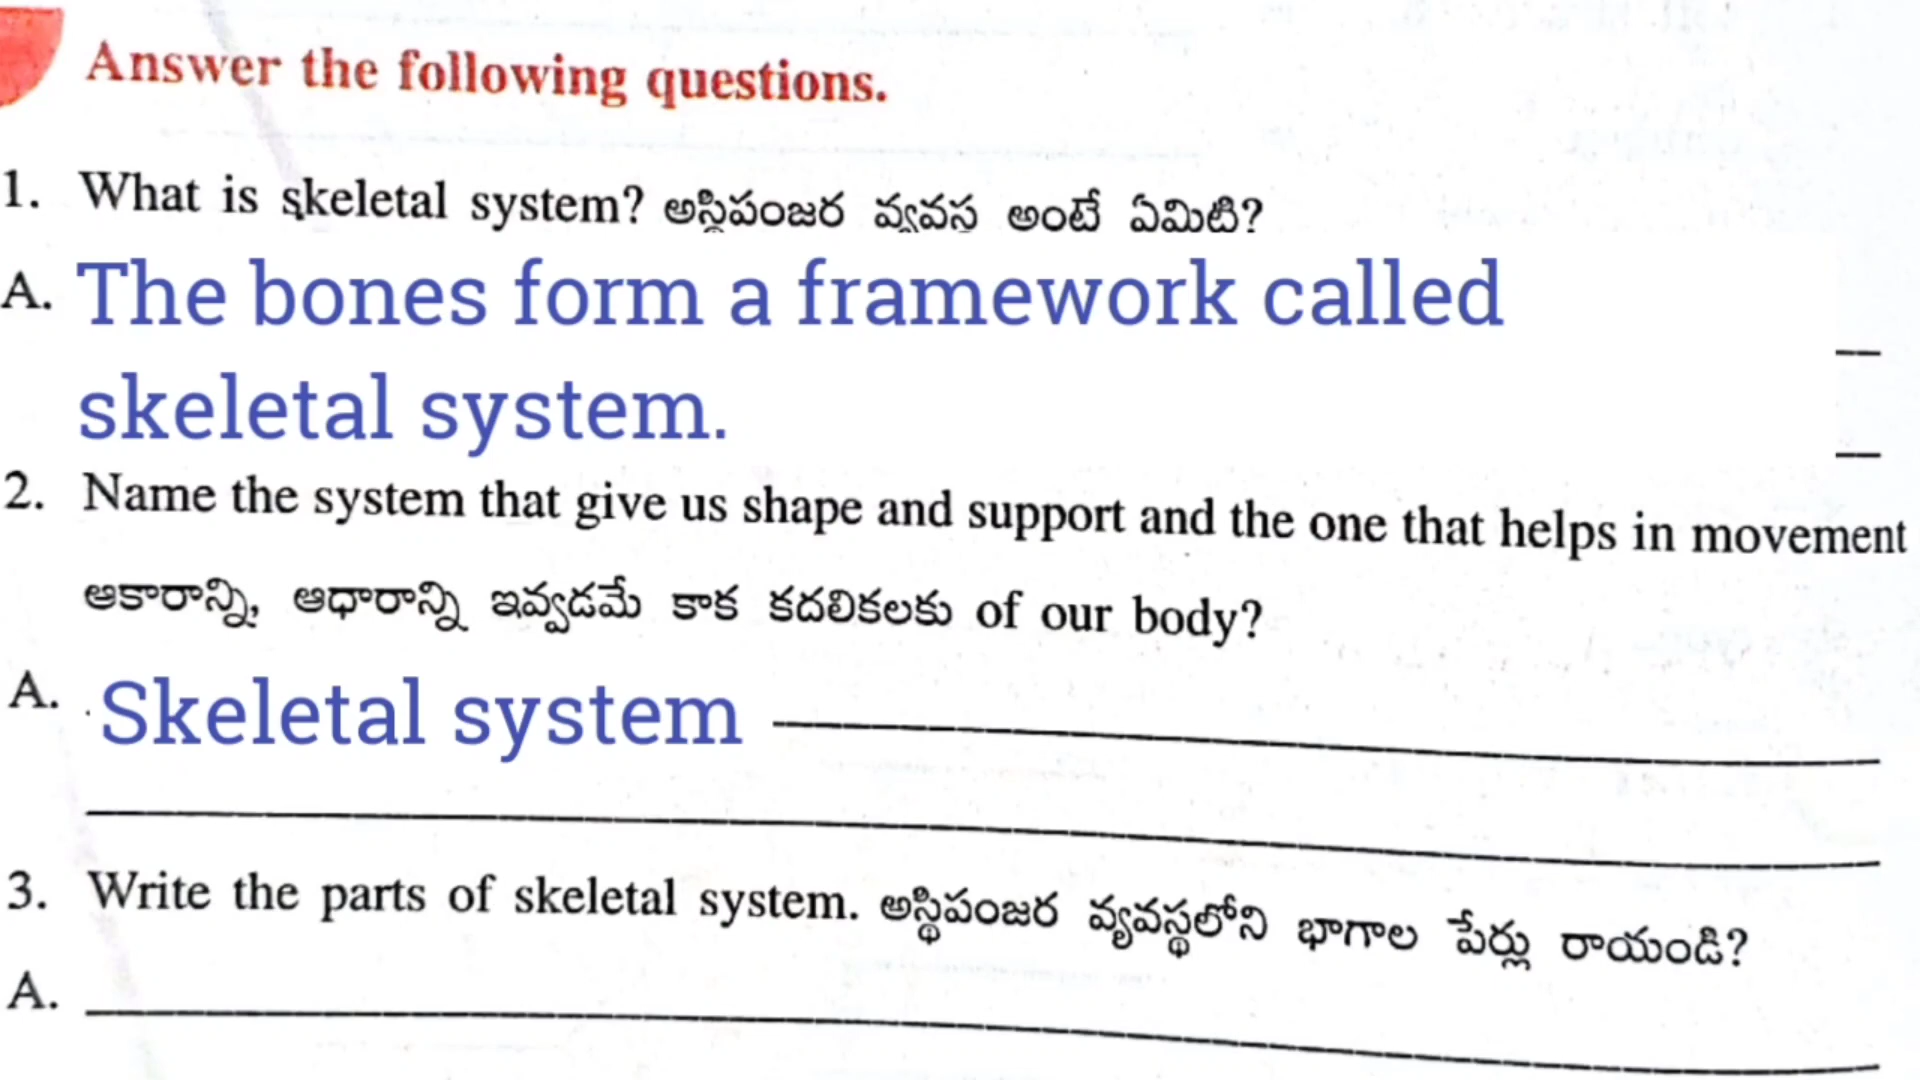 Answer the following questions.
1. What is skeletal system? అస్థిపంజర వ్యవస్థ అంటే ఏమిటి?
A. The bones form a framework called
skeletal system.
2. Name the system that give us shape and support and the one that helps in movement
ఆకారాన్ని, ఆధారాన్ని ఇవ్వడమే కాక కదలికలకు of our body?
A. Skeletal system
3. Write the parts of skeletal system. అస్థిపంజర వ్యవస్థలోని భాగాల పేర్లు రాయండి?
A.